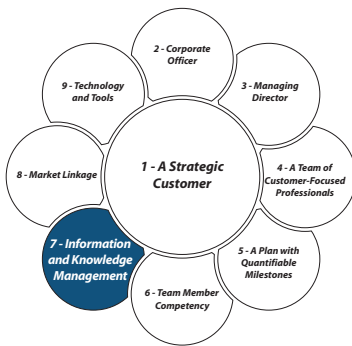 1 - A Strategic
Customer
2 - Corporate
Officer
3 - Managing
Director
4 - A Team of
Customer-Focused
Professionals
5 - A Plan with
Quantifiable
Milestones
6 - Team Member
Competency
7 - Information
and Knowledge
Management
8 - Market Linkage
9 - Technology
and Tools